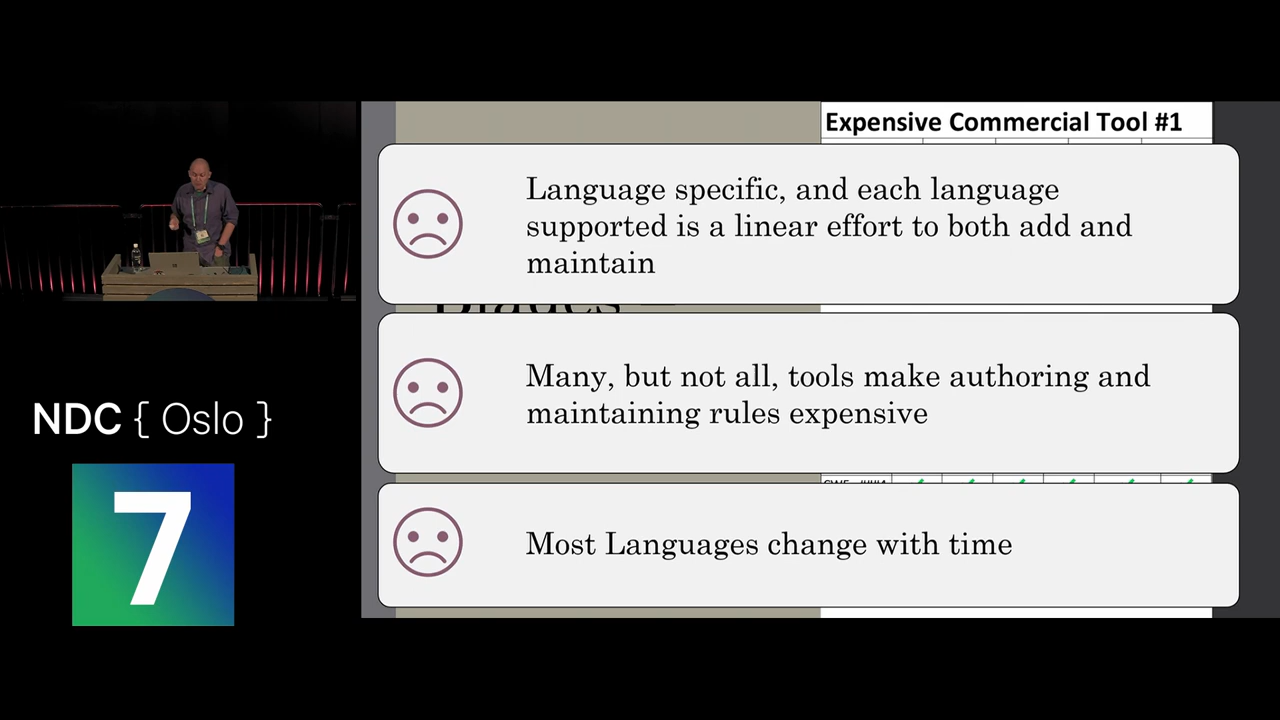 Expensive Commercial Tool #1
Language specific, and each language
supported is a linear effort to both add and
maintain
Many, but not all, tools make authoring and
maintaining rules expensive
Most Languages change with time
NDC { Oslo }
7